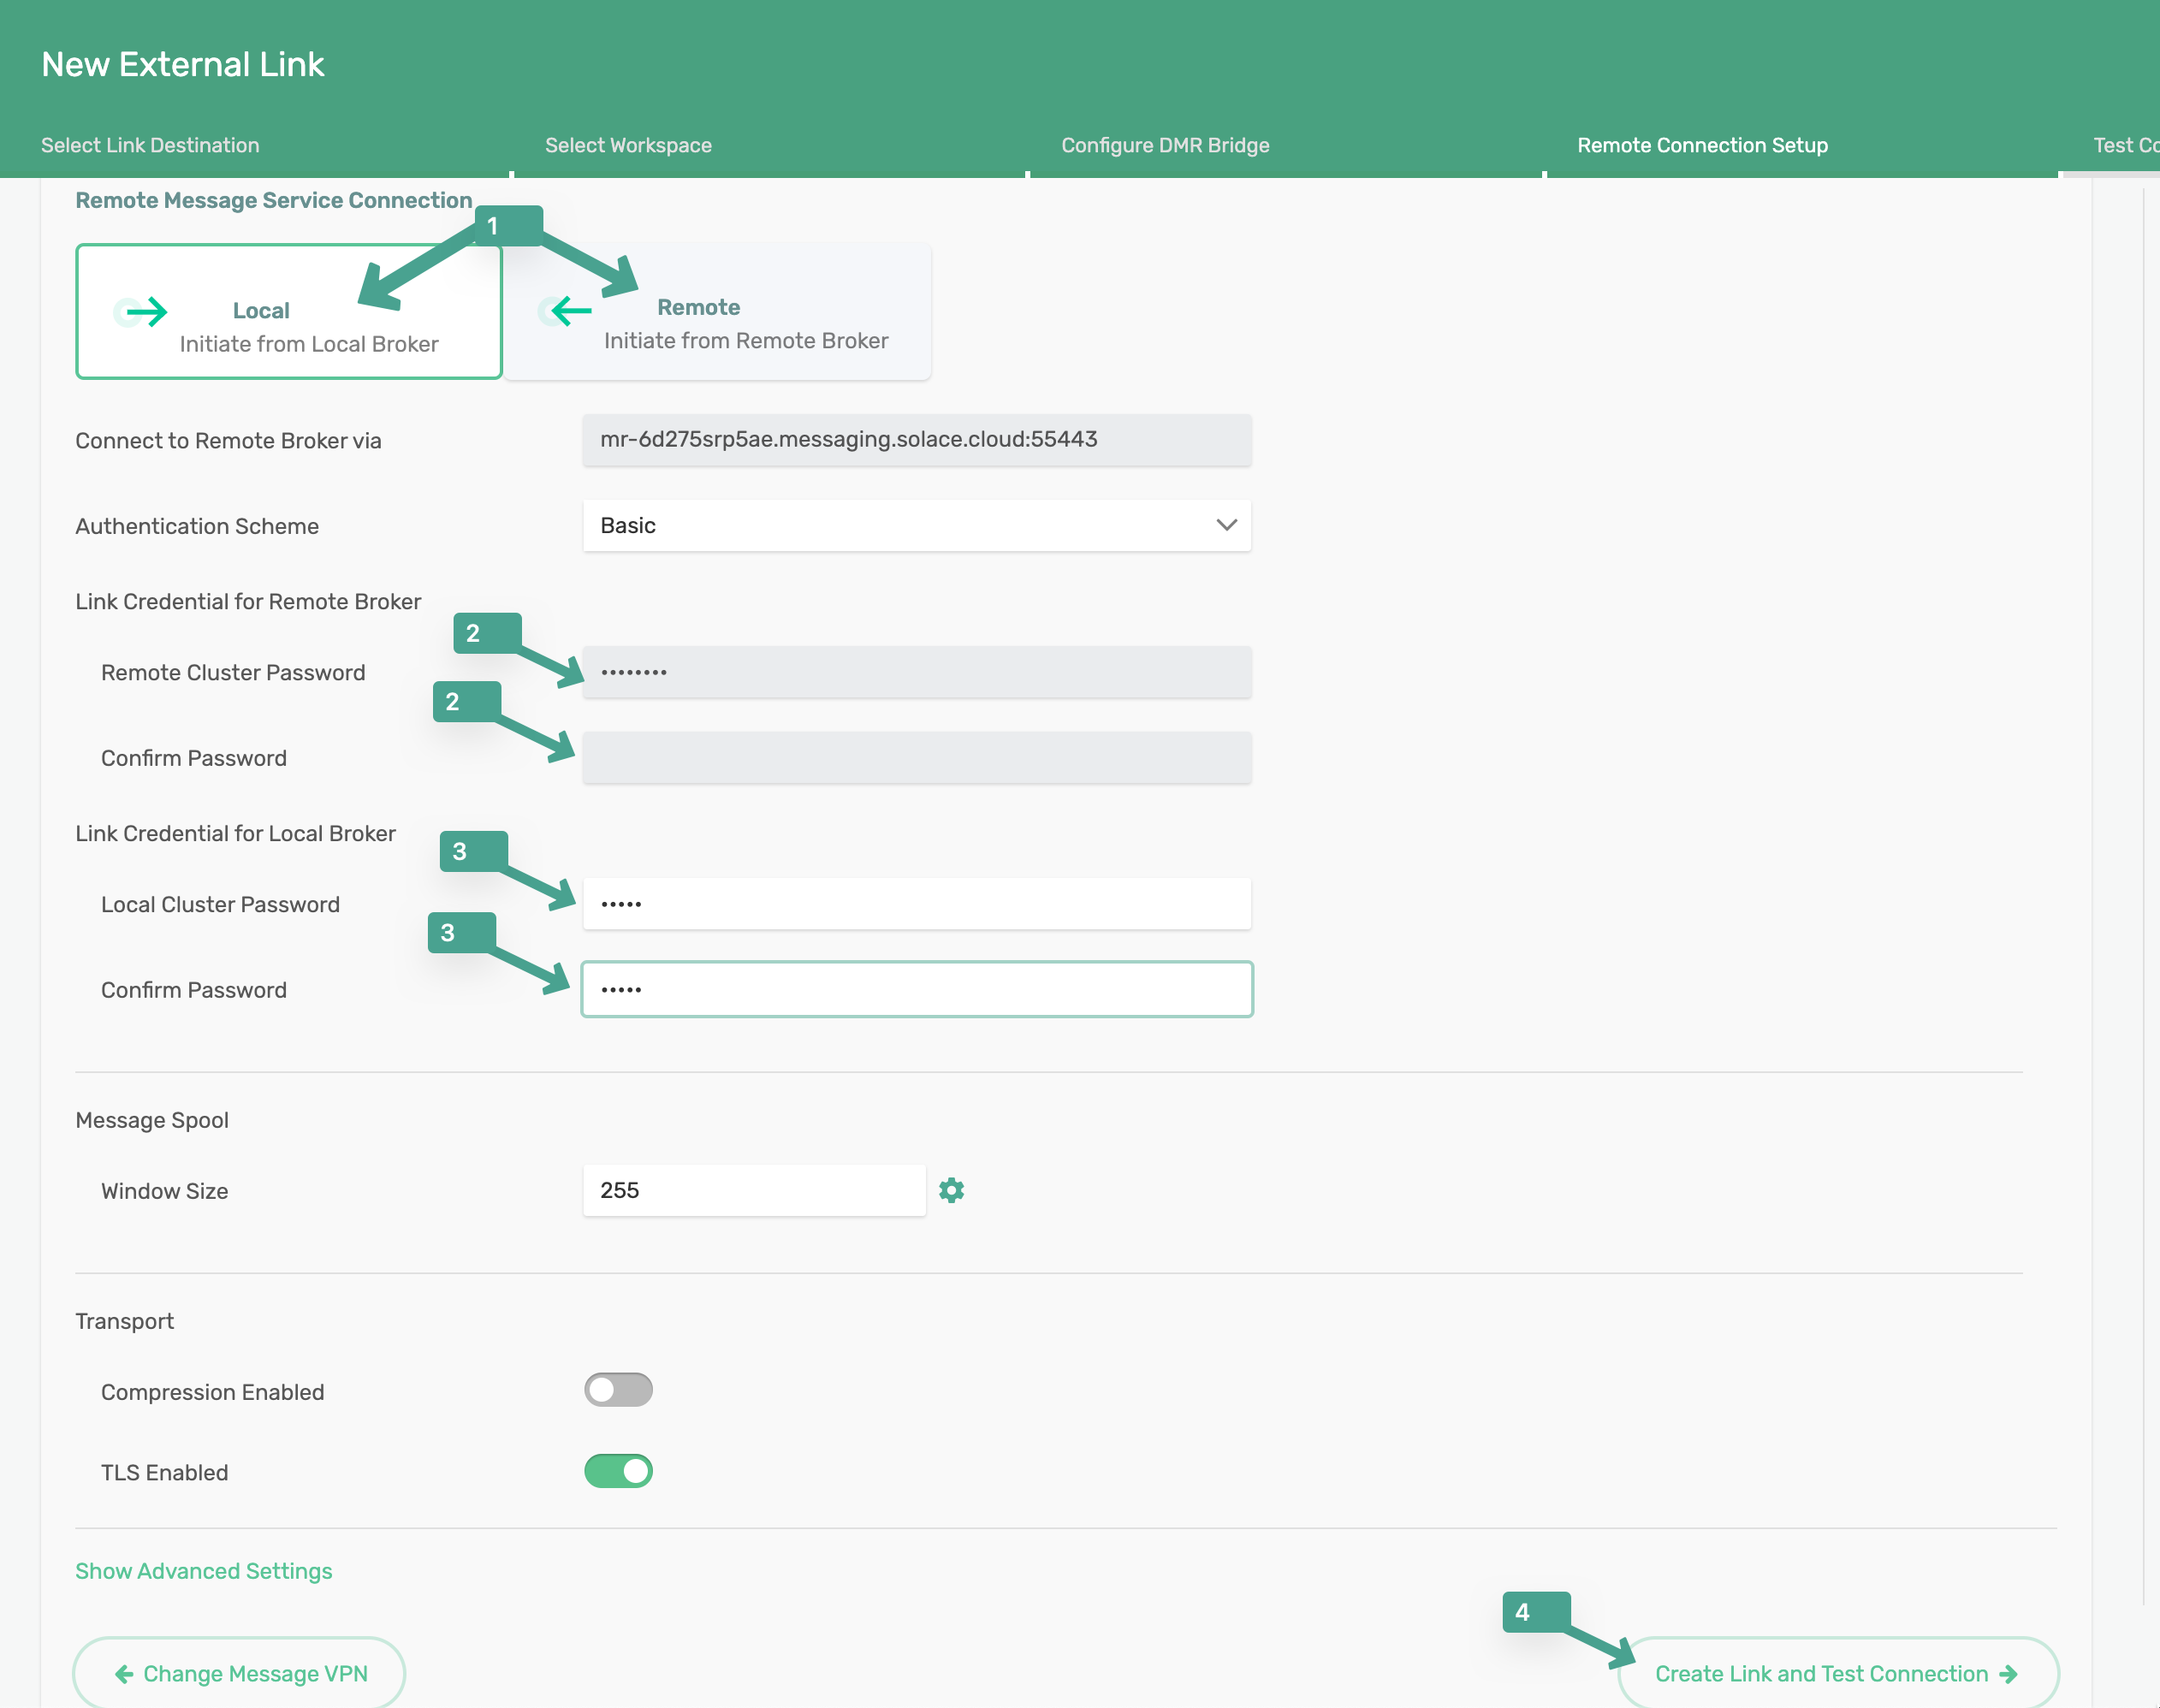 New External Link
Select Link Destination
Select Workspace
Configure DMR Bridge
Remote Connection Setup
Test Co
Remote Message Service Connection
1
Local
Initiate from Local Broker
Remote
Initiate from Remote Broker
Connect to Remote Broker via
mr-6d275srp5ae.messaging.solace.cloud:55443
Authentication Scheme
Basic
Link Credential for Remote Broker
2
Remote Cluster Password
••••••••
2
Confirm Password
Link Credential for Local Broker
3
Local Cluster Password
•••••
3
Confirm Password
•••••
Message Spool
Window Size
255
Transport
Compression Enabled
TLS Enabled
Show Advanced Settings
4
Change Message VPN
Create Link and Test Connection